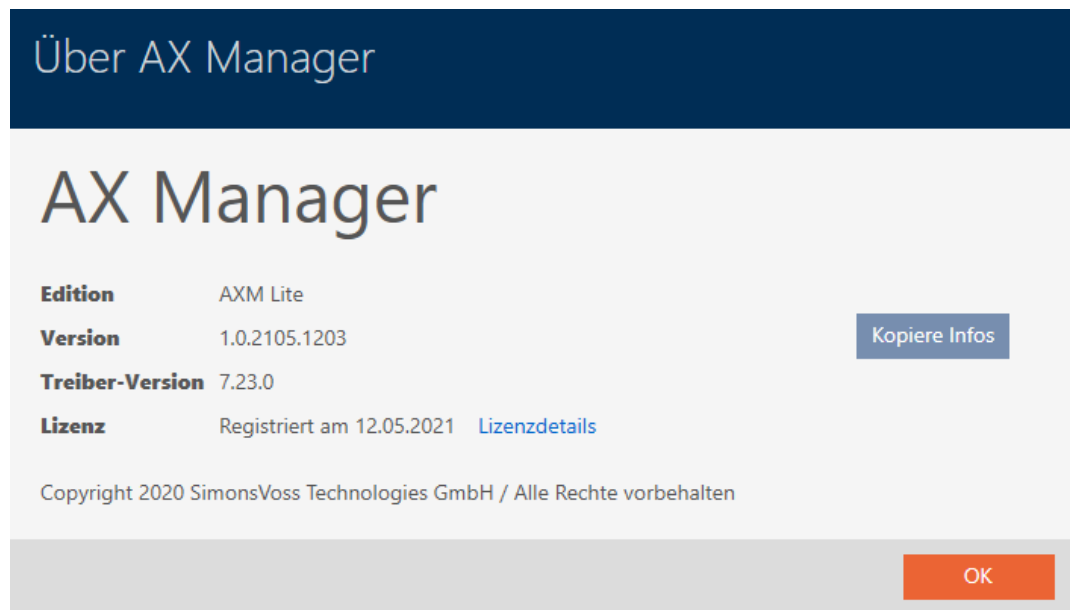 Über AX Manager
AX Manager
Edition AXM Lite
Version 1.0.2105.1203
Kopiere Infos
Treiber-Version 7.23.0
Lizenz Registriert am 12.05.2021 Lizenzdetails
Copyright 2020 SimonsVoss Technologies GmbH / Alle Rechte vorbehalten
OK